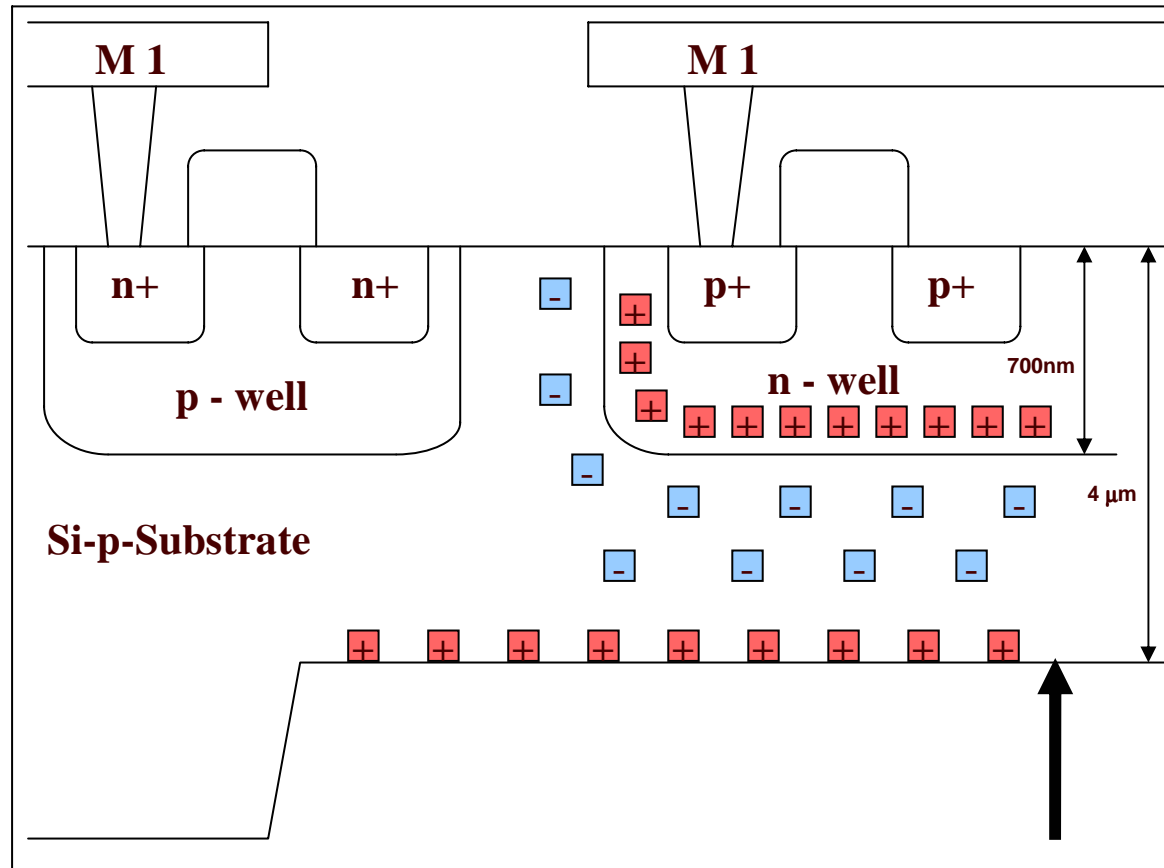 M 1
M 1
n+
n+
p+
p+
-
+
+
-
+
p - well
n - well
700nm
+ + + + + + + +
-
- - - -
4 μm
Si-p-Substrate
- - - -
+ + + + + + + + +